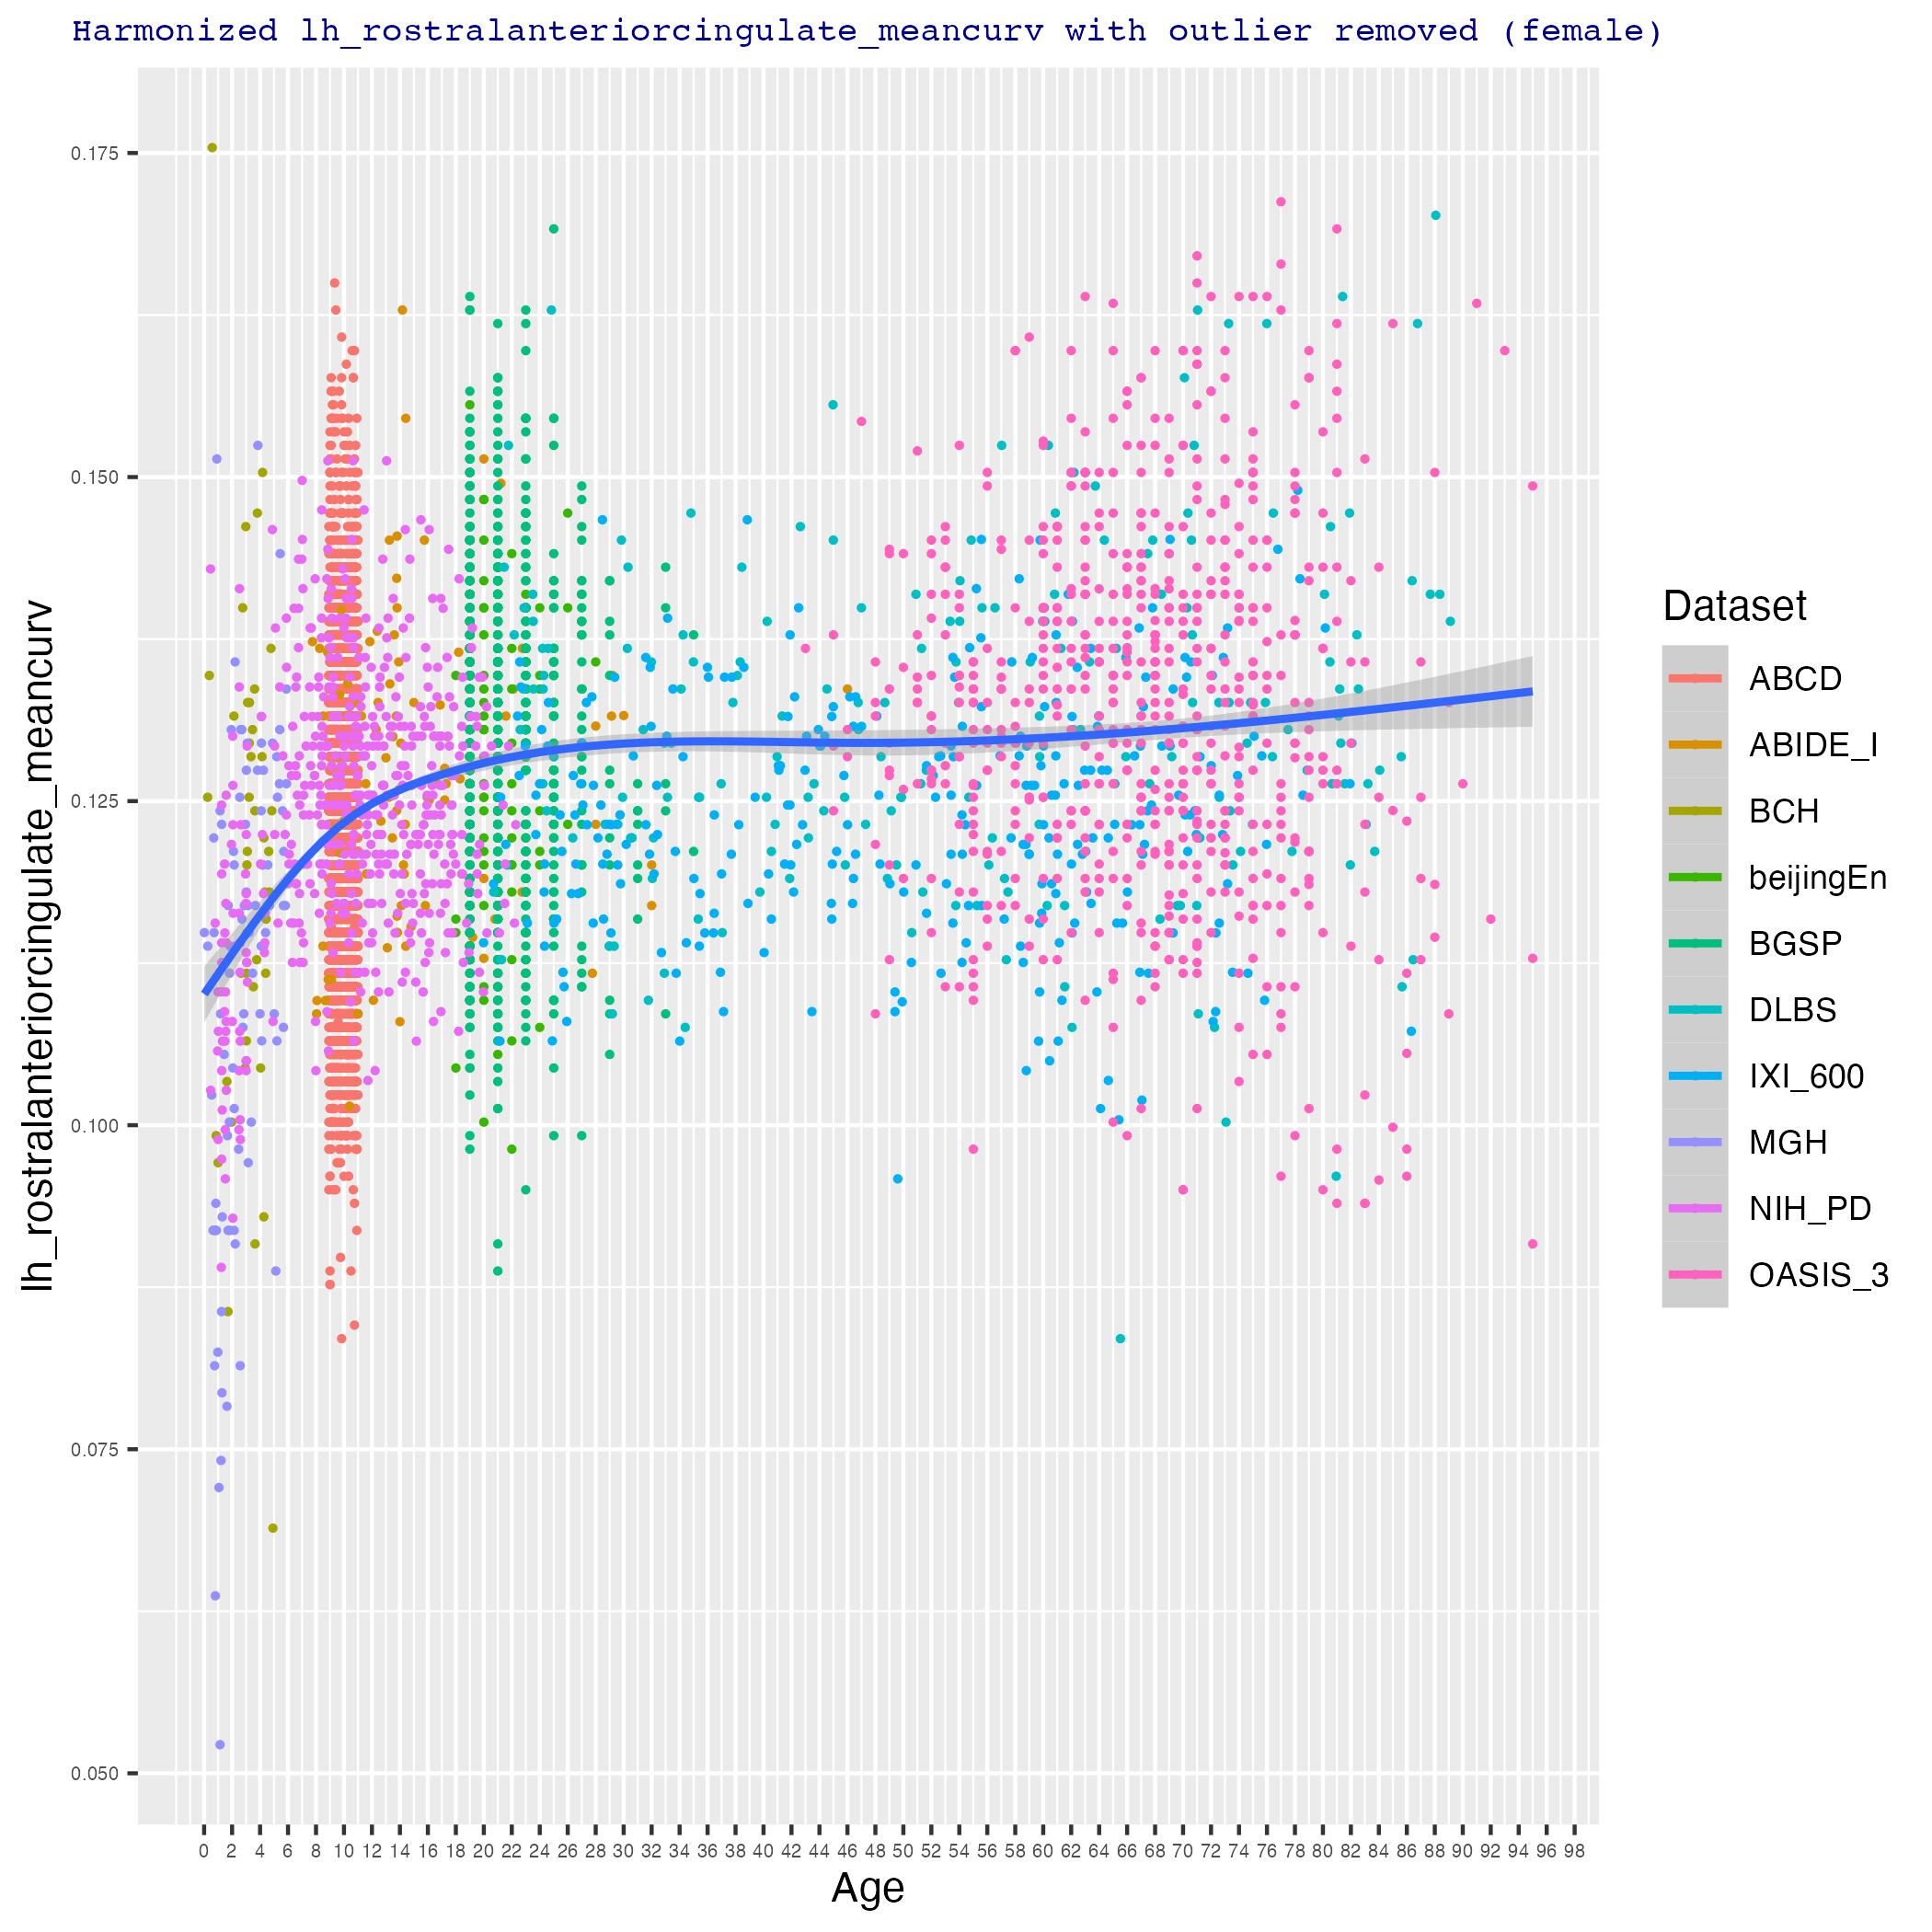 Harmonized lh_rostralanteriorcingulate_meancurv with outlier removed (female)
lh_rostralanteriorcingulate_meancurv
0.175
0.150
0.125
0.100
0.075
0.050
0 2 4 6 8 10 12 14 16 18 20 22 24 26 28 30 32 34 36 38 40 42 44 46 48 50 52 54 56 58 60 62 64 66 68 70 72 74 76 78 80 82 84 86 88 90 92 94 96 98
Age
Dataset
ABCD
ABIDE_I
BCH
beijingEn
BGSP
DLBS
IXI_600
MGH
NIH_PD
OASIS_3